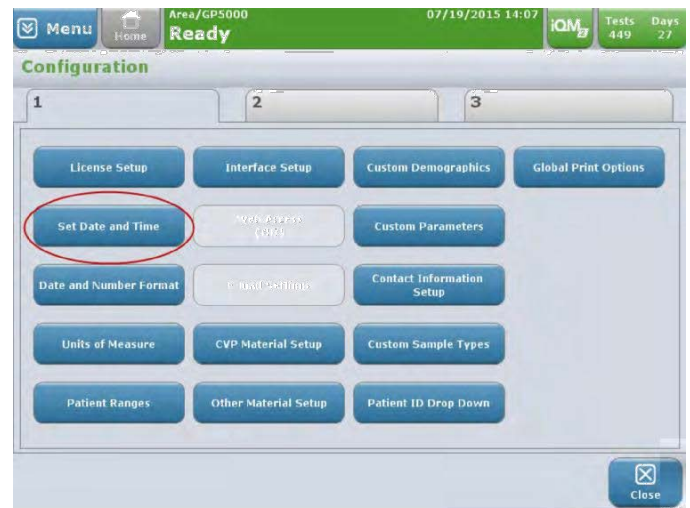 Menu
Home
Area/GP5000
Ready
07/19/2015 14:07
iQM2
Tests Days
449 27
Configuration
1
2
3
License Setup
Interface Setup
Custom Demographics
Global Print Options
Set Date and Time
Custom Parameters
Date and Number Format
Contact Information
Setup
Units of Measure
CVP Material Setup
Custom Sample Types
Patient Ranges
Other Material Setup
Patient ID Drop Down
Close